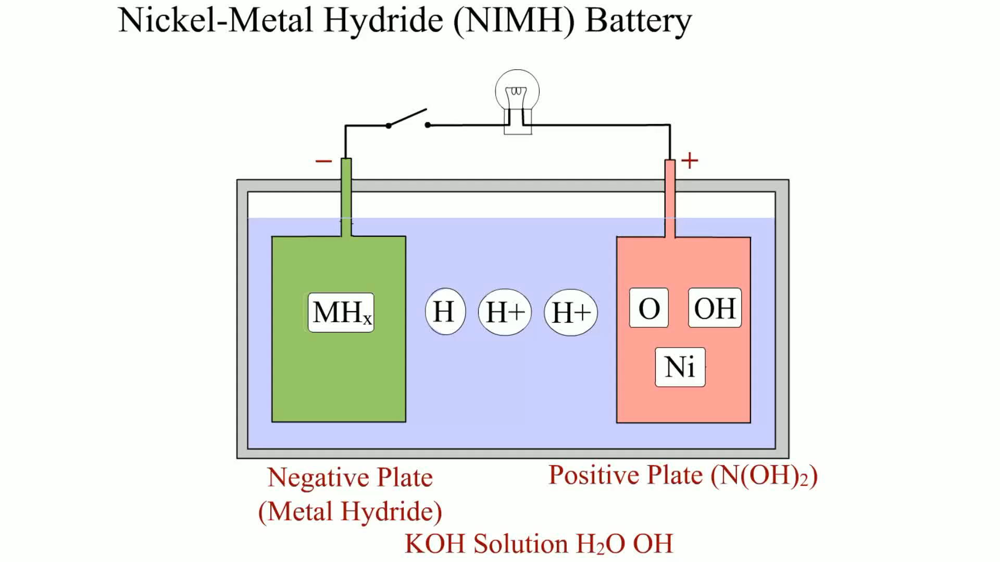 Nickel-Metal Hydride (NIMH) Battery
− +
MHₓ H H+ H+ O OH
Ni
Negative Plate
(Metal Hydride)
Positive Plate (N(OH)₂)
KOH Solution H₂O OH